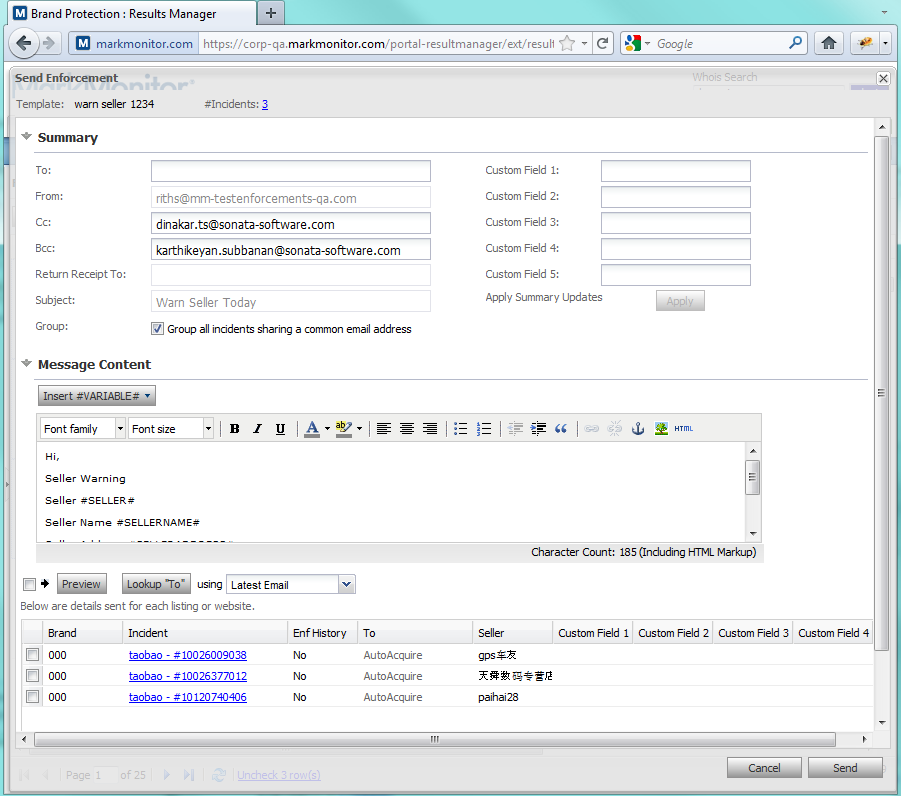 Brand Protection : Results Manager
markmonitor.com
https://corp-qa.markmonitor.com/portal-resultmanager/ext/result
Google
Send Enforcement
MarkMonitor
Whois Search
Template: warn seller 1234 #Incidents: 3
Summary
To:
Custom Field 1:
From: riths@mm-testenforcements-qa.com
Custom Field 2:
Cc: dinakar.ts@sonata-software.com
Custom Field 3:
Bcc: karthikeyan.subbanan@sonata-software.com
Custom Field 4:
Return Receipt To:
Custom Field 5:
Subject: Warn Seller Today
Apply Summary Updates Apply
Group: Group all incidents sharing a common email address
Message Content
Insert #VARIABLE#
Font family Font size B I U A ab HTML
Hi,
Seller Warning
Seller #SELLER#
Seller Name #SELLERNAME#
Character Count: 185 (Including HTML Markup)
Preview Lookup "To" using Latest Email
Below are details sent for each listing or website.
Brand Incident Enf History To Seller Custom Field 1 Custom Field 2 Custom Field 3 Custom Field 4
000 taobao - #10026009038 No AutoAcquire gps车友
000 taobao - #10026377012 No AutoAcquire 天舜数码专营店
000 taobao - #10120740406 No AutoAcquire paihai28
Page 1 of 25 Uncheck 3 row(s)
Cancel Send